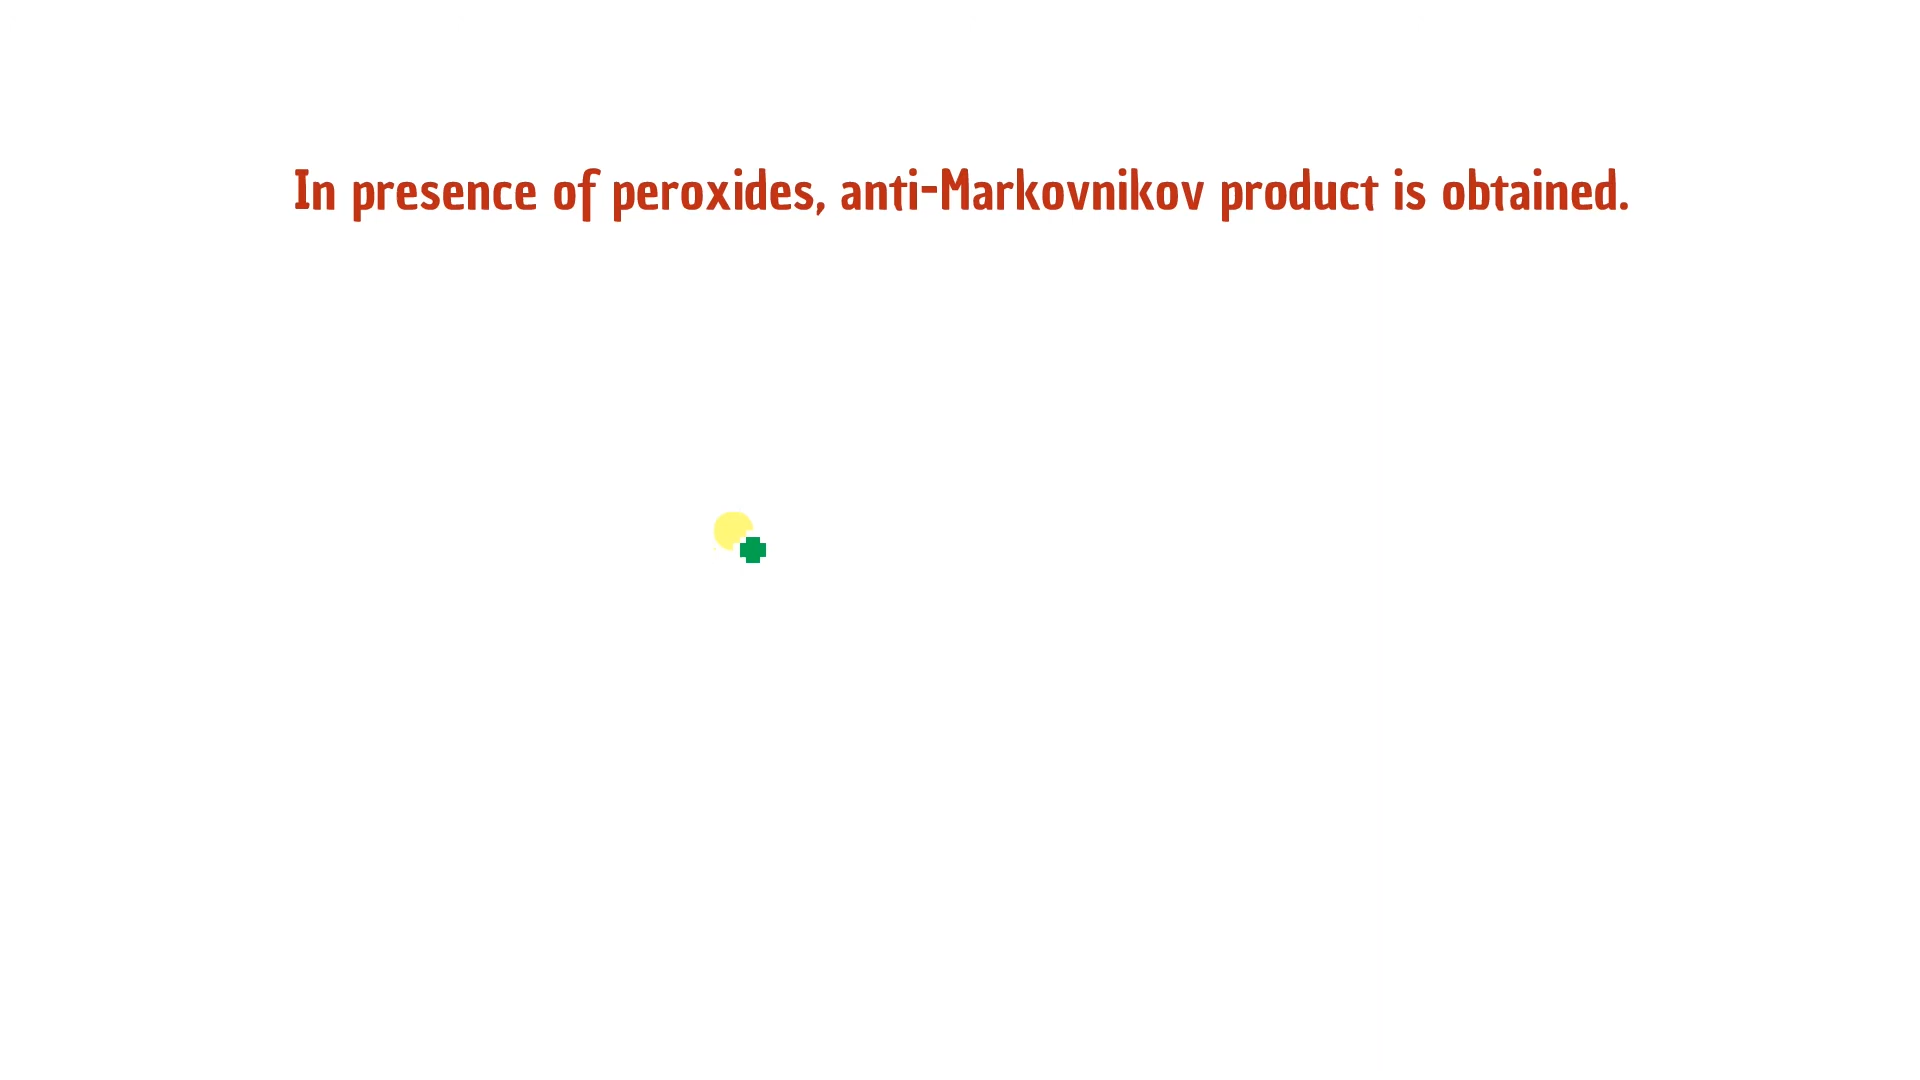 In presence of peroxides, anti-Markovnikov product is obtained.